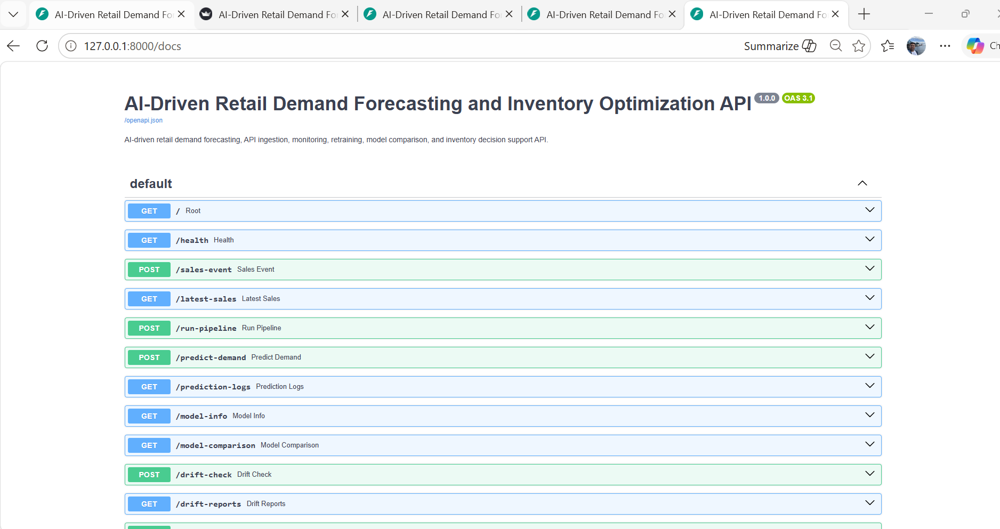 AI-Driven Retail Demand Fo
AI-Driven Retail Demand Fo
AI-Driven Retail Demand Fo
AI-Driven Retail Demand Fo
AI-Driven Retail Demand Fo
127.0.0.1:8000/docs
Summarize
Ch
AI-Driven Retail Demand Forecasting and Inventory Optimization API 1.0.0 OAS 3.1
/openapi.json
AI-driven retail demand forecasting, API ingestion, monitoring, retraining, model comparison, and inventory decision support API.
default
GET / Root
GET /health Health
POST /sales-event Sales Event
GET /latest-sales Latest Sales
POST /run-pipeline Run Pipeline
POST /predict-demand Predict Demand
GET /prediction-logs Prediction Logs
GET /model-info Model Info
GET /model-comparison Model Comparison
POST /drift-check Drift Check
GET /drift-reports Drift Reports